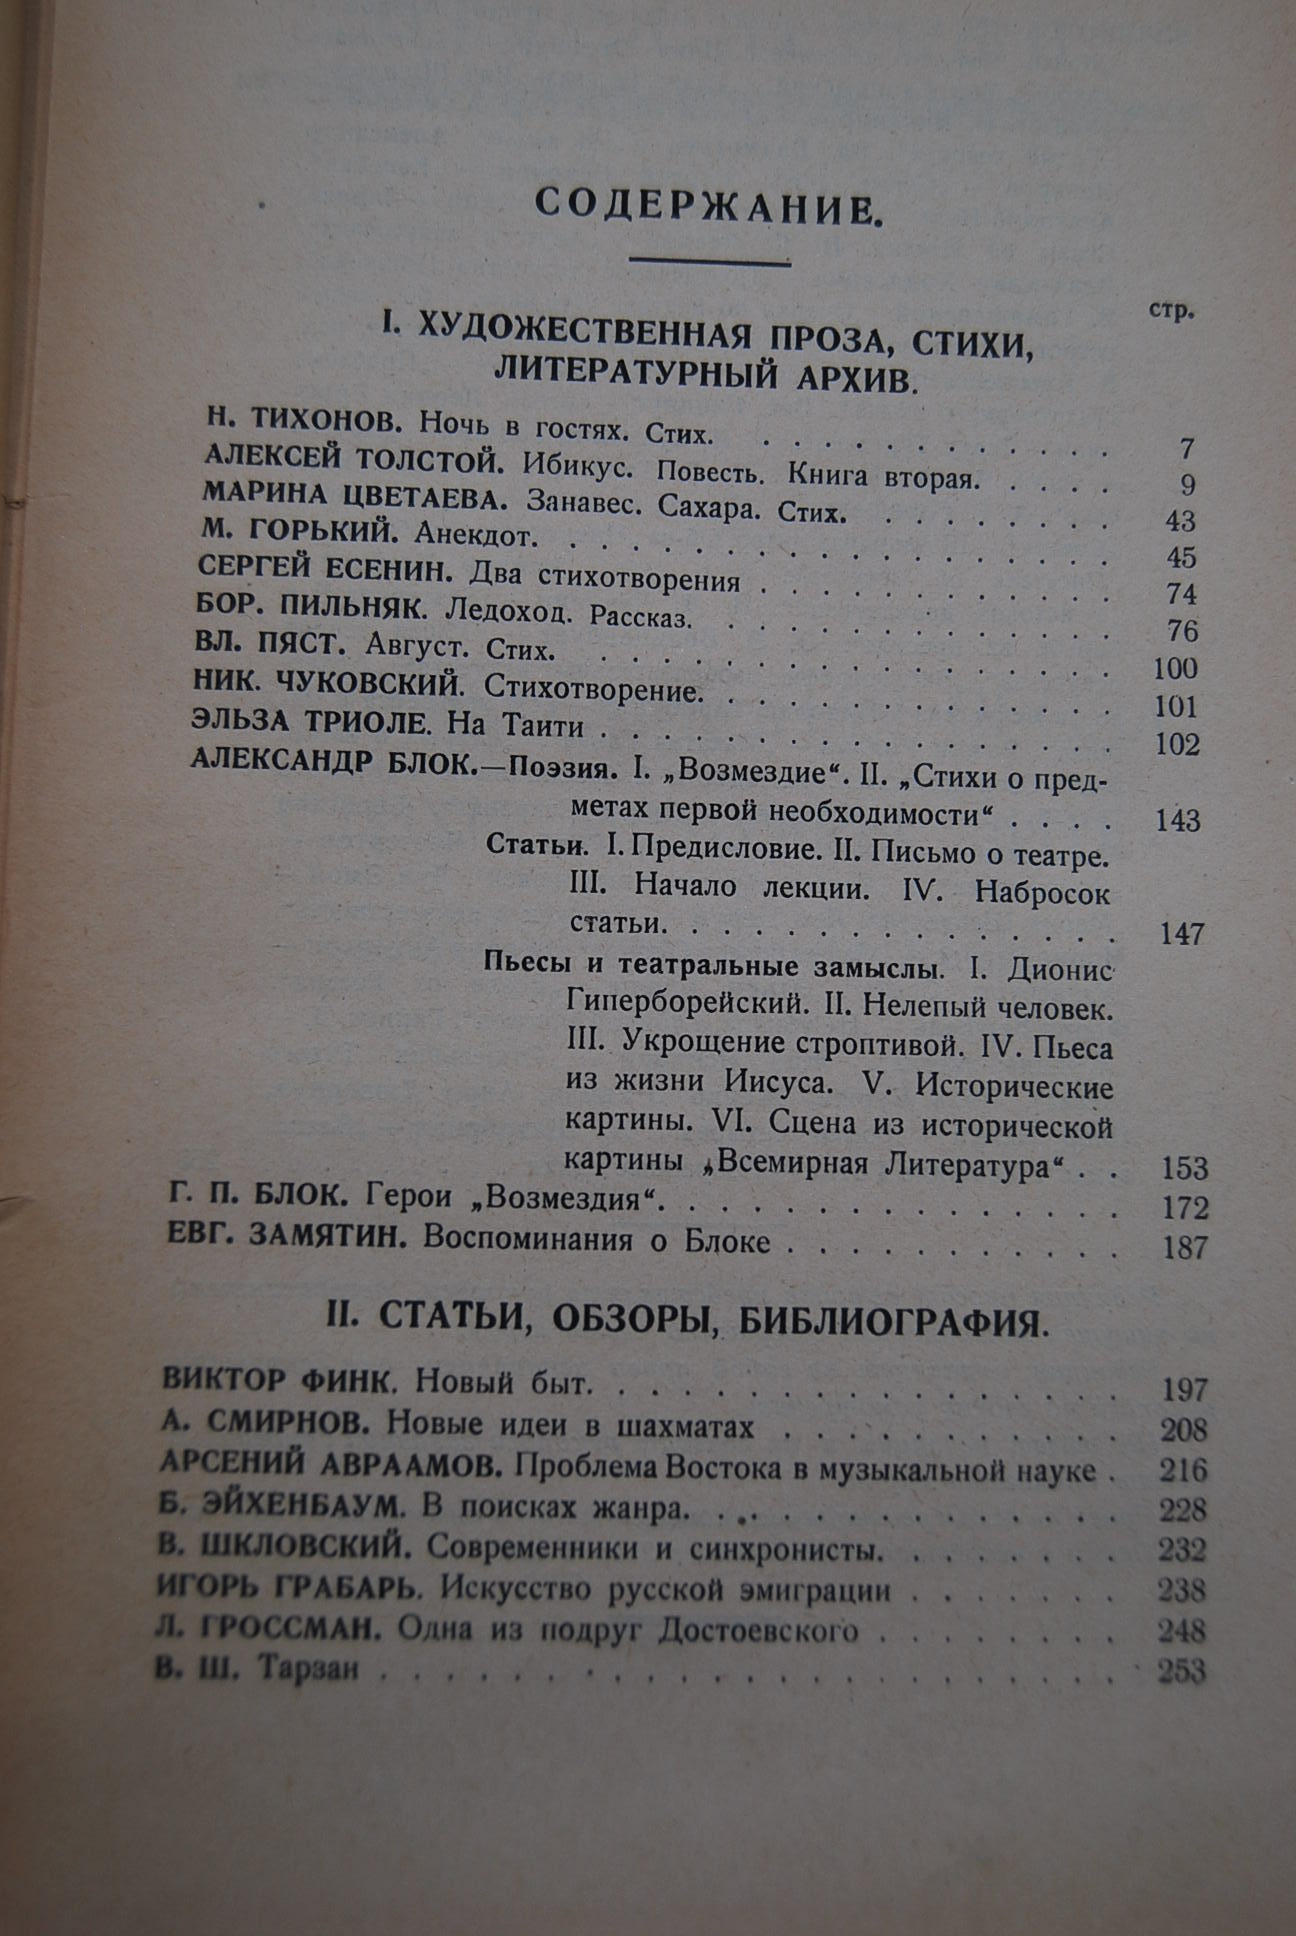 СОДЕРЖАНИЕ.
стр.
I. ХУДОЖЕСТВЕННАЯ ПРОЗА, СТИХИ,
ЛИТЕРАТУРНЫЙ АРХИВ.
Н. ТИХОНОВ. Ночь в гостях. Стих. . . . . . . . . . . . . 7
АЛЕКСЕЙ ТОЛСТОЙ. Ибикус. Повесть. Книга вторая. . . . . 9
МАРИНА ЦВЕТАЕВА. Занавес. Сахара. Стих. . . . . . . . . 43
М. ГОРЬКИЙ. Анекдот. . . . . . . . . . . . . . . . . . . 45
СЕРГЕЙ ЕСЕНИН. Два стихотворения . . . . . . . . . . . . 74
БОР. ПИЛЬНЯК. Ледоход. Рассказ. . . . . . . . . . . . . . 76
ВЛ. ПЯСТ. Август. Стих. . . . . . . . . . . . . . . . . . 100
НИК. ЧУКОВСКИЙ. Стихотворение. . . . . . . . . . . . . . 101
ЭЛЬЗА ТРИОЛЕ. На Таити . . . . . . . . . . . . . . . . . 102
АЛЕКСАНДР БЛОК.—Поэзия. I. „Возмездие“. II. „Стихи о пред-
метах первой необходимости“ . . . . 143
Статьи. I. Предисловие. II. Письмо о театре.
III. Начало лекции. IV. Набросок
статьи. . . . . . . . . . . . . . . . 147
Пьесы и театральные замыслы. I. Дионис
Гиперборейский. II. Нелепый человек.
III. Укрощение строптивой. IV. Пьеса
из жизни Иисуса. V. Исторические
картины. VI. Сцена из исторической
картины „Всемирная Литература“ . . 153
Г. П. БЛОК. Герои „Возмездия“. . . . . . . . . . . . . . . 172
ЕВГ. ЗАМЯТИН. Воспоминания о Блоке . . . . . . . . . . . 187
II. СТАТЬИ, ОБЗОРЫ, БИБЛИОГРАФИЯ.
ВИКТОР ФИНК. Новый быт. . . . . . . . . . . . . . . . . . 197
А. СМИРНОВ. Новые идеи в шахматах . . . . . . . . . . . 208
АРСЕНИЙ АВРААМОВ. Проблема Востока в музыкальной науке . 216
Б. ЭЙХЕНБАУМ. В поисках жанра. . . . . . . . . . . . . . 228
В. ШКЛОВСКИЙ. Современники и синхронисты. . . . . . . . 232
ИГОРЬ ГРАБАРЬ. Искусство русской эмиграции . . . . . . . 238
Л. ГРОССМАН. Одна из подруг Достоевского . . . . . . . . 248
В. Ш. Тарзан . . . . . . . . . . . . . . . . . . . . . . . 253